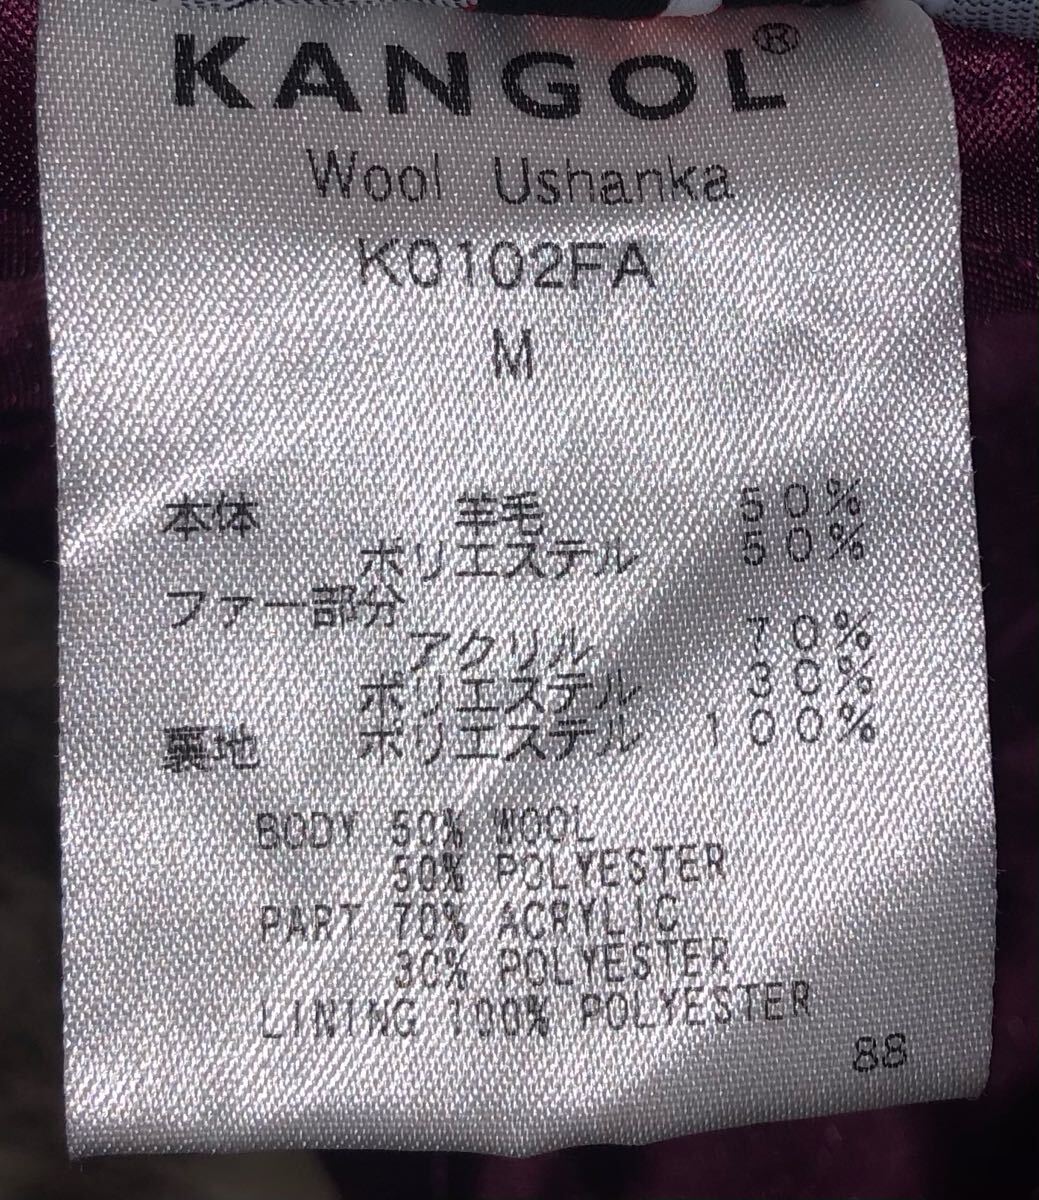 KANGOL®
Wool Ushanka
K0102FA
M
本体 羊毛 50%
ポリエステル 50%
ファー部分
アクリル 70%
ポリエステル 30%
裏地 ポリエステル 100%
BODY 50% WOOL
50% POLYESTER
PART 70% ACRYLIC
30% POLYESTER
LINING 100% POLYESTER
88